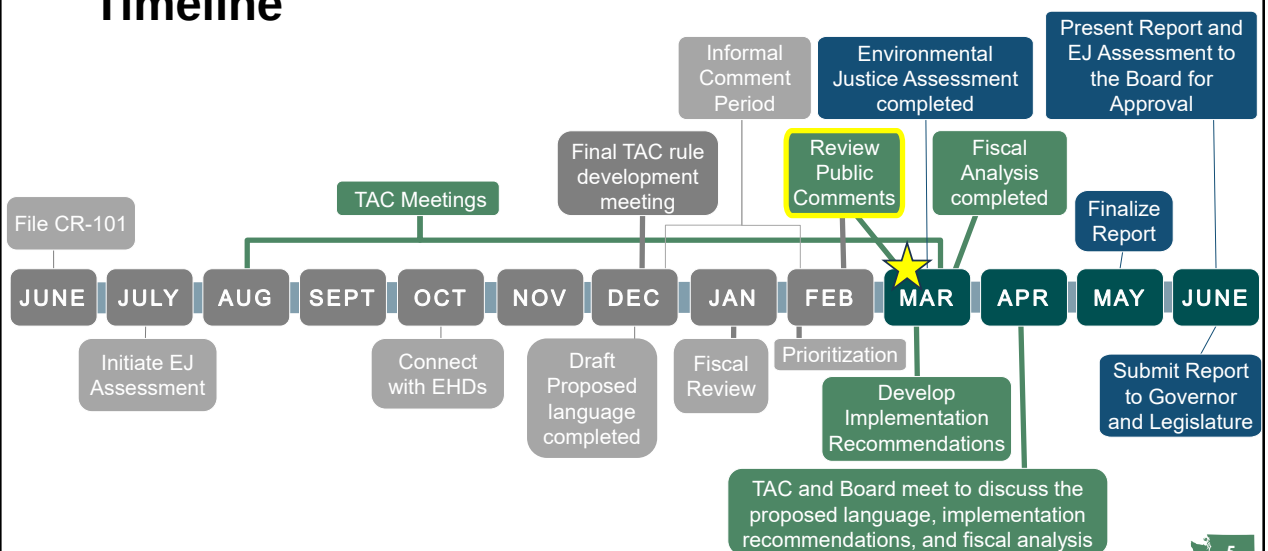 Timeline
Informal
Comment
Period
Environmental
Justice Assessment
completed
Present Report and
EJ Assessment to
the Board for
Approval
Final TAC rule
development
meeting
Review
Public
Comments
Fiscal
Analysis
completed
TAC Meetings
File CR-101
Finalize
Report
JUNE
JULY
AUG
SEPT
OCT
NOV
DEC
JAN
FEB
MAR
APR
MAY
JUNE
Initiate EJ
Assessment
Connect
with EHDs
Draft
Proposed
language
completed
Fiscal
Review
Prioritization
Develop
Implementation
Recommendations
Submit Report
to Governor
and Legislature
TAC and Board meet to discuss the
proposed language, implementation
recommendations, and fiscal analysis